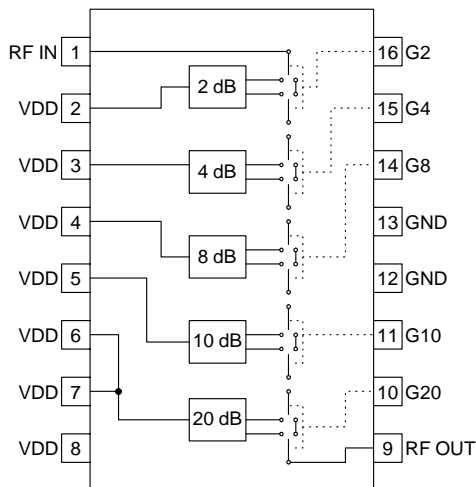 RF IN 1 16 G2
2 dB
VDD 2 15 G4
VDD 3 4 dB 14 G8
VDD 4 13 GND
8 dB
VDD 5 12 GND
VDD 6 10 dB 11 G10
VDD 7 10 G20
20 dB
VDD 8 9 RF OUT